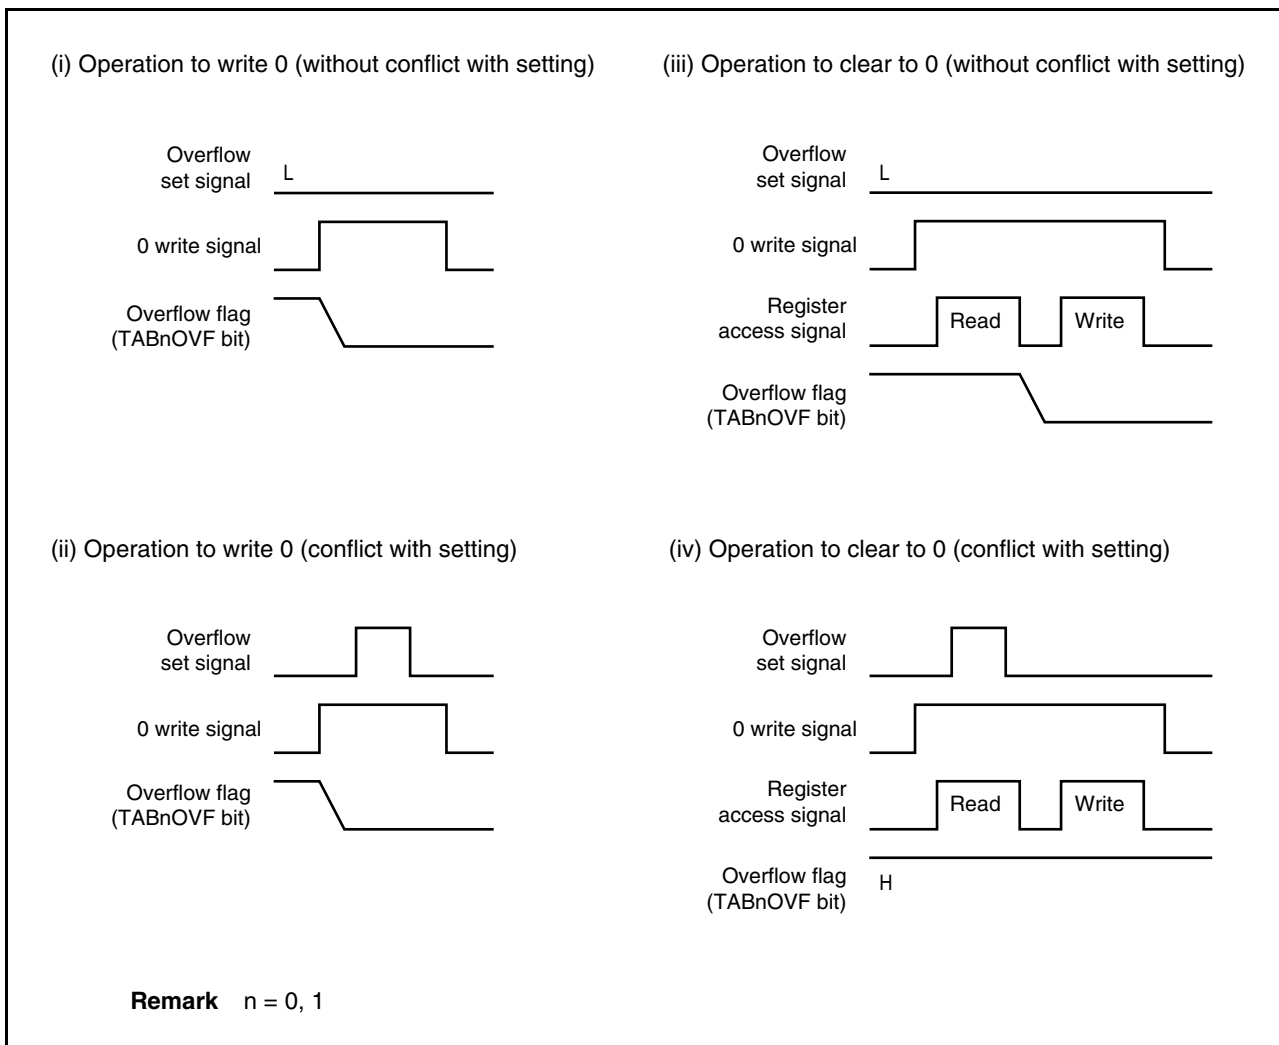 (i) Operation to write 0 (without conflict with setting)
Overflow
set signal
L
0 write signal
Overflow flag
(TABnOVF bit)
(iii) Operation to clear to 0 (without conflict with setting)
Overflow
set signal
L
0 write signal
Register
access signal
Read
Write
Overflow flag
(TABnOVF bit)
(ii) Operation to write 0 (conflict with setting)
Overflow
set signal
0 write signal
Overflow flag
(TABnOVF bit)
(iv) Operation to clear to 0 (conflict with setting)
Overflow
set signal
0 write signal
Register
access signal
Read
Write
Overflow flag
(TABnOVF bit)
H
Remark n = 0, 1